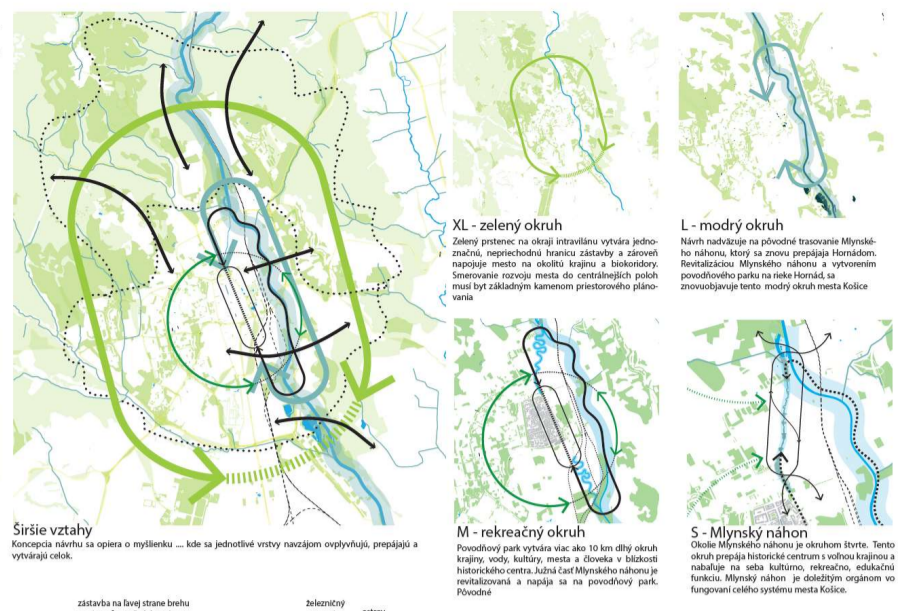 XL - zelený okruh
Zelený prstenec na okraji intravilánu vytvára jedno-
značnú, nepriechodnú hranicu zástavby a zároveň
napojuje mesto na okolitú krajinu a biokoridory.
Smerovanie rozvoju mesta do centrálnejších poloh
musí byt základným kamenom priestorového pláno-
vania
L - modrý okruh
Návrh nadväzuje na pôvodné trasovanie Mlynské-
ho náhonu, ktorý sa znovu prepájaja Hornádom.
Revitalizáciou Mlynského náhonu a vytvorením
povodňového parku na rieke Hornád, sa
znovuobjavuje tento modrý okruh mesta Košice
Širšie vztahy
Koncepcia návrhu sa opiera o myšlienku .... kde sa jednotlivé vrstvy navzájom ovplyvňujú, prepájajú a
vytvárajú celok.
M - rekreačný okruh
Povodňový park vytvára viac ako 10 km dlhý okruh
krajiny, vody, kultúry, mesta a človeka v blízkosti
historického centra. Južná časť Mlynského náhonu je
revitalizovaná a napája sa na povodňový park.
Pôvodné
S - Mlynský náhon
Okolie Mlynského náhonu je okruhom štvrte. Tento
okruh prepája historické centrum s voľnou krajinou a
nabaľuje na seba kultúrno, rekreačno, edukačnú
funkciu. Mlynský náhon je doležitým orgánom vo
fungovaní celého systému mesta Košice.
zástavba na ľavej strane brehu
železničný